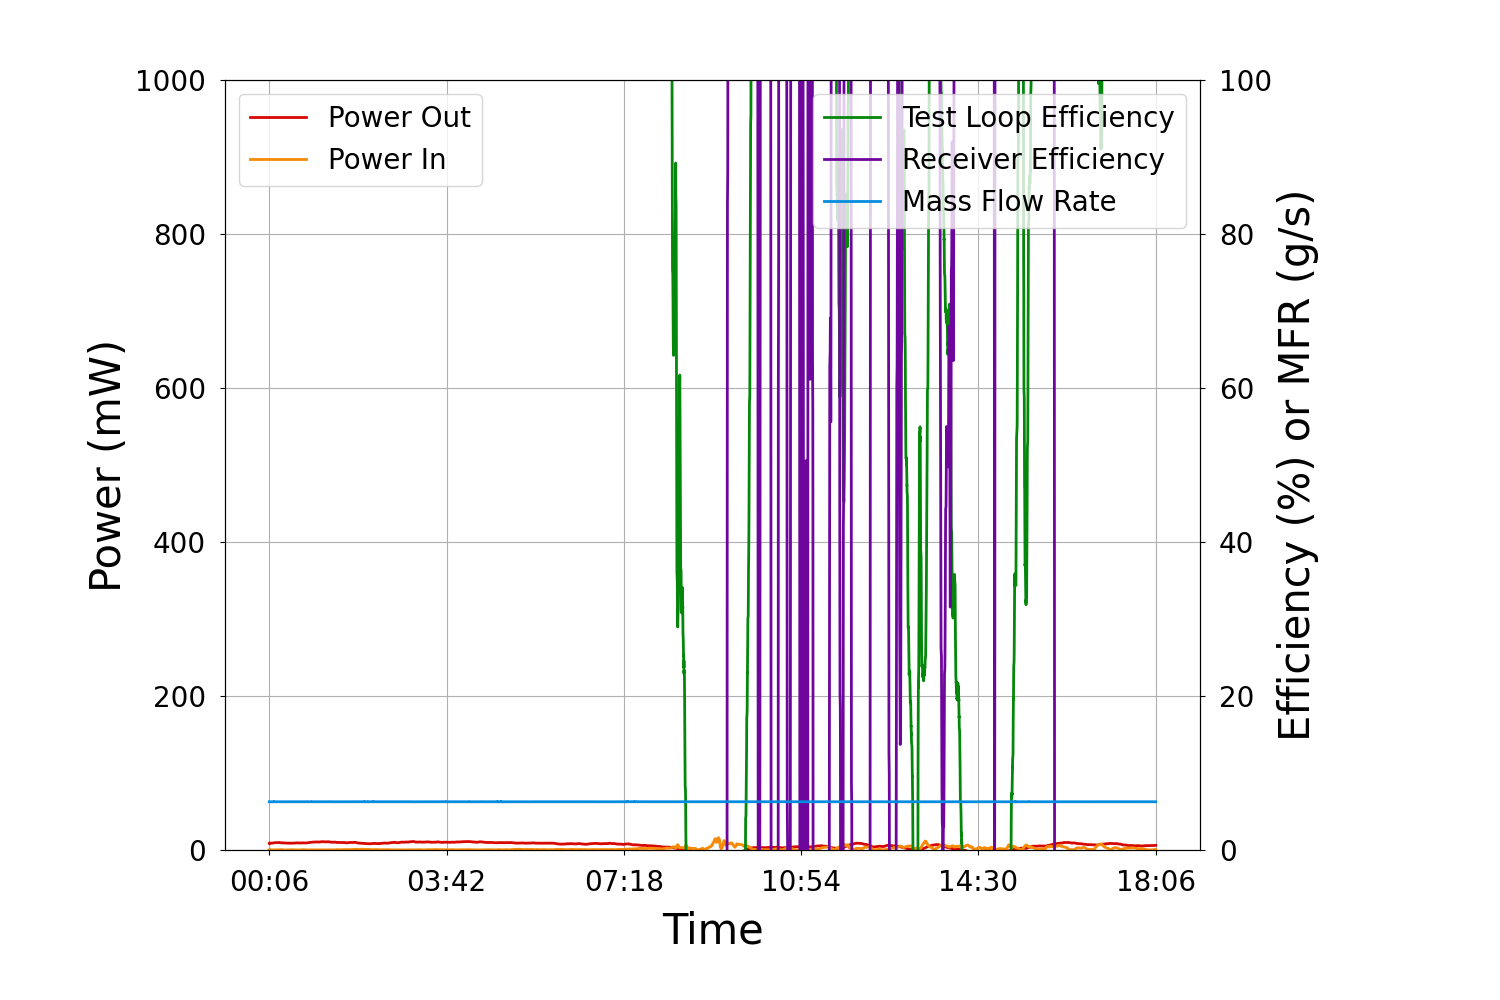 1000
800
600
400
200
0
Power (mW)
Power Out
Power In
Test Loop Efficiency
Receiver Efficiency
Mass Flow Rate
100
80
60
40
20
0
Efficiency (%) or MFR (g/s)
00:06 03:42 07:18 10:54 14:30 18:06
Time